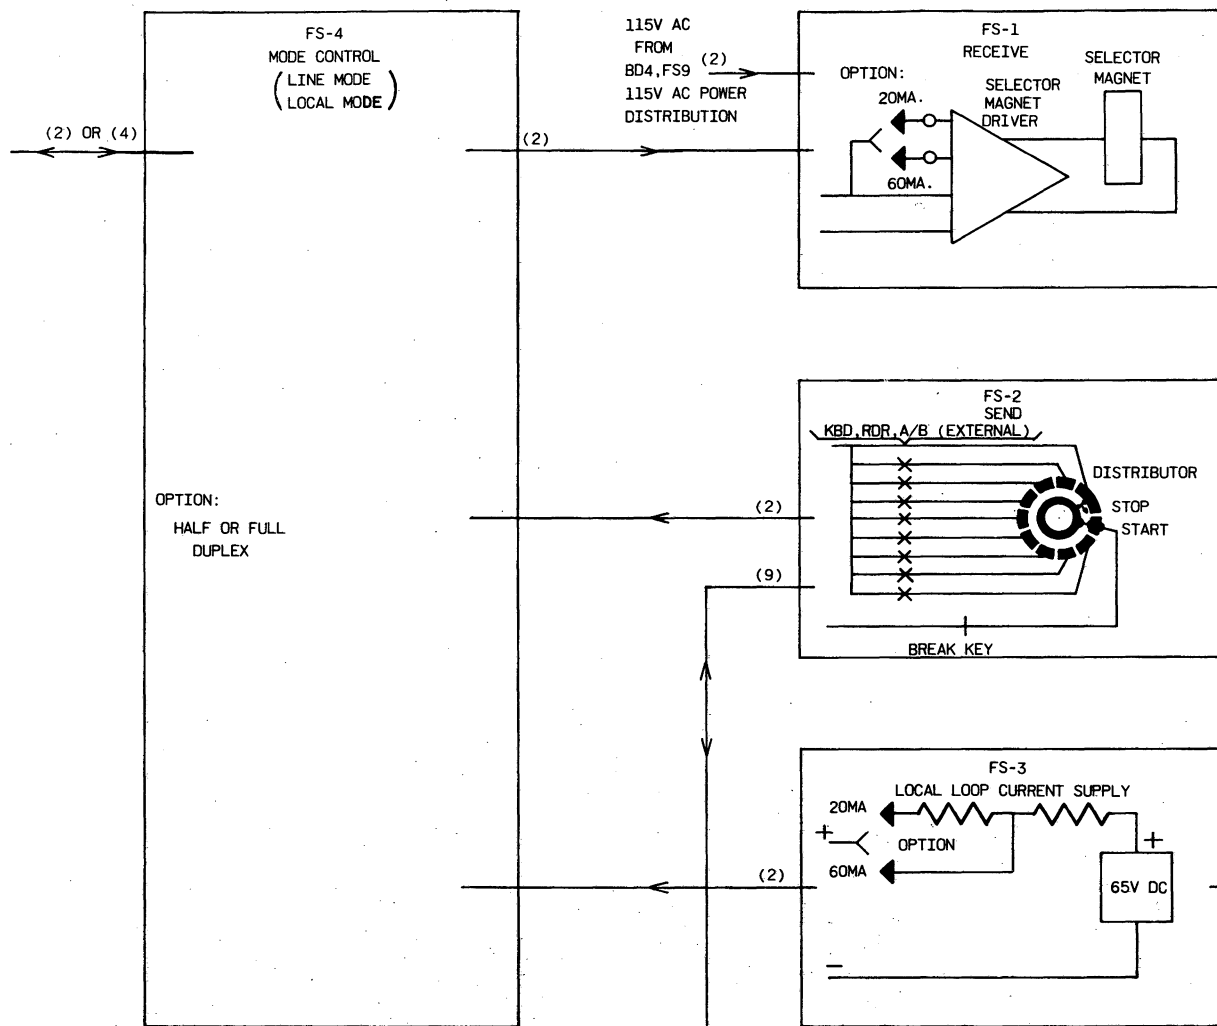 FS-4
MODE CONTROL
(LINE MODE
LOCAL MODE)
(2) OR (4)
(2)
OPTION:
HALF OR FULL
DUPLEX
115V AC
FROM
BD4,FS9 (2)
115V AC POWER
DISTRIBUTION
FS-1
RECEIVE
OPTION:
20MA.
60MA.
SELECTOR
MAGNET
DRIVER
SELECTOR
MAGNET
FS-2
SEND
KBD,RDR,A/B (EXTERNAL)
DISTRIBUTOR
STOP
START
(2)
(9)
BREAK KEY
FS-3
LOCAL LOOP CURRENT SUPPLY
20MA
+
OPTION
60MA
+
65V DC
(2)
−